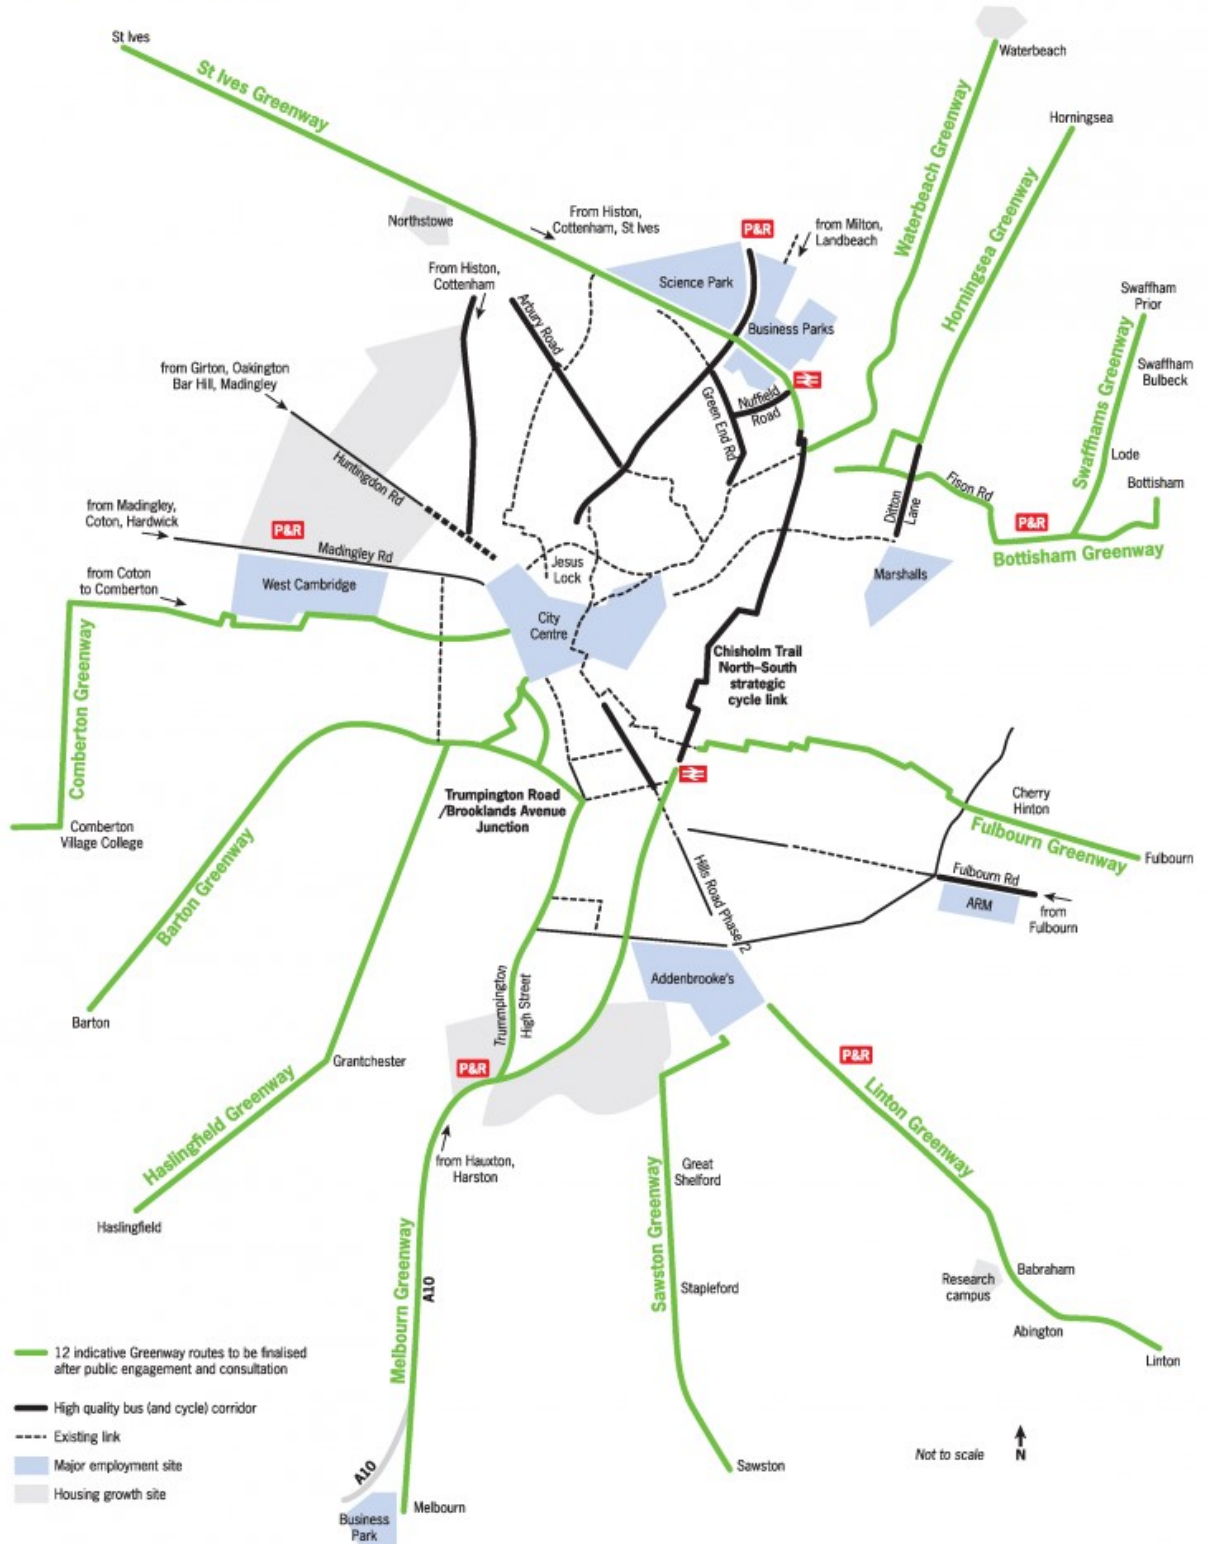 St Ives
St Ives Greenway
Waterbeach
Waterbeach Greenway
Horningsea
Horningsea Greenway
Northstowe
From Histon,
Cottenham, St Ives
P&R
from Milton,
Landbeach
From Histon,
Cottenham
Science Park
Arbury Road
Business Parks
Swaffham
Prior
Swaffhams Greenway
Swaffham
Bulbeck
from Girton, Oakington
Bar Hill, Madingley
Green End Rd
Nuffield
Road
Huntingdon Rd
Lode
Bottisham
Fison Rd
Ditton
Lane
P&R
Bottisham Greenway
from Madingley,
Coton, Hardwick
P&R
Madingley Rd
West Cambridge
from Coton
to Comberton
Jesus
Lock
City
Centre
Marshalls
Comberton Greenway
Chisholm Trail
North–South
strategic
cycle link
Comberton
Village College
Trumpington Road
/Brooklands Avenue
Junction
Cherry
Hinton
Fulbourn Greenway
Fulbourn
Barton Greenway
Barton
Hills Road Phase 2
Fulbourn Rd
ARM
from
Fulbourn
Addenbrooke's
Trummpington
High Street
P&R
Grantchester
Haslingfield Greenway
Haslingfield
P&R
Linton Greenway
from Hauxton,
Harston
Great
Shelford
Sawston Greenway
Stapleford
Melbourn Greenway
A10
Research
campus
Babraham
Abington
Linton
12 indicative Greenway routes to be finalised
after public engagement and consultation
High quality bus (and cycle) corridor
Existing link
Major employment site
Housing growth site
A10
Business
Park
Melbourn
Sawston
Not to scale
N